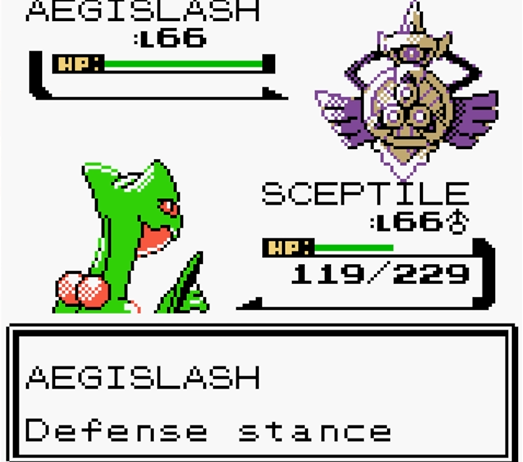 AEGISLASH
:L66
HP:
SCEPTILE
:L66♂
HP:
119/229
AEGISLASH
Defense stance